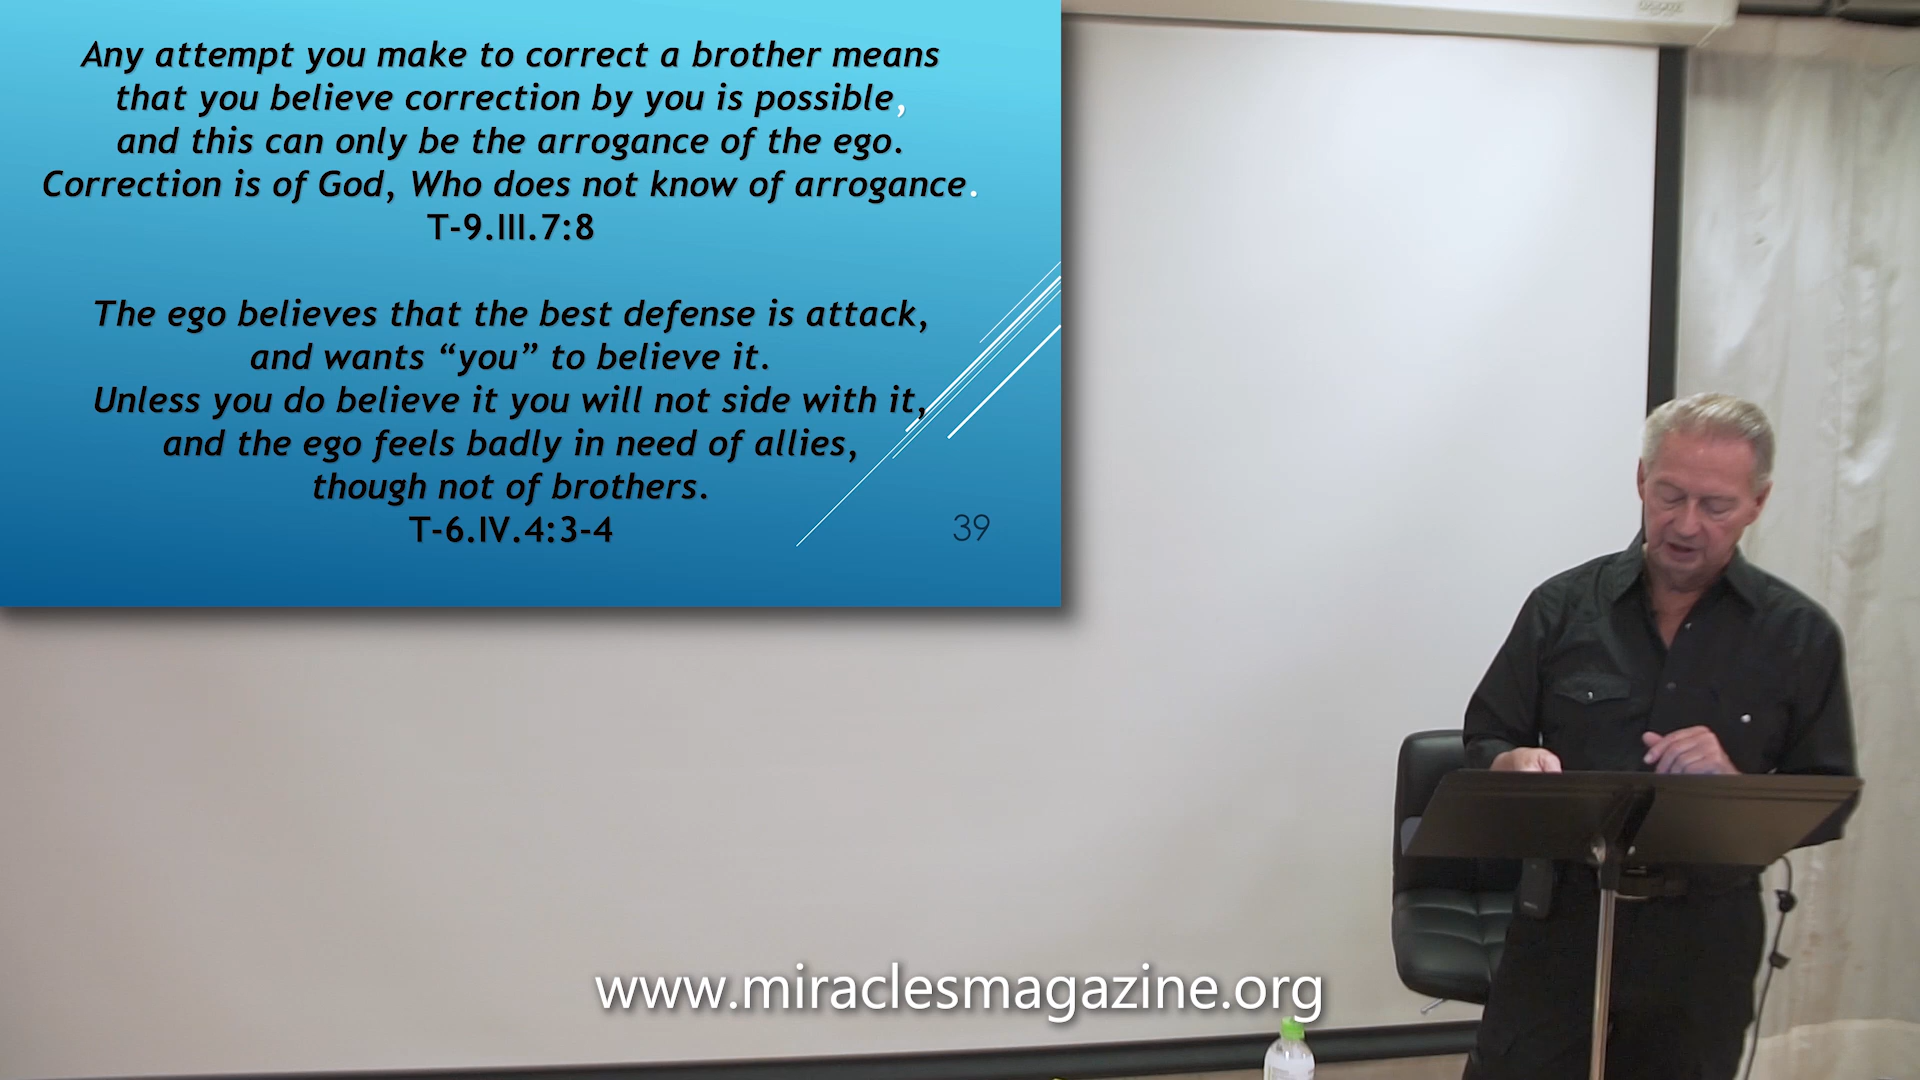 Any attempt you make to correct a brother means
that you believe correction by you is possible,
and this can only be the arrogance of the ego.
Correction is of God, Who does not know of arrogance.
T-9.III.7:8
The ego believes that the best defense is attack,
and wants “you” to believe it.
Unless you do believe it you will not side with it,
and the ego feels badly in need of allies,
though not of brothers.
T-6.IV.4:3-4
39
www.miraclesmagazine.org